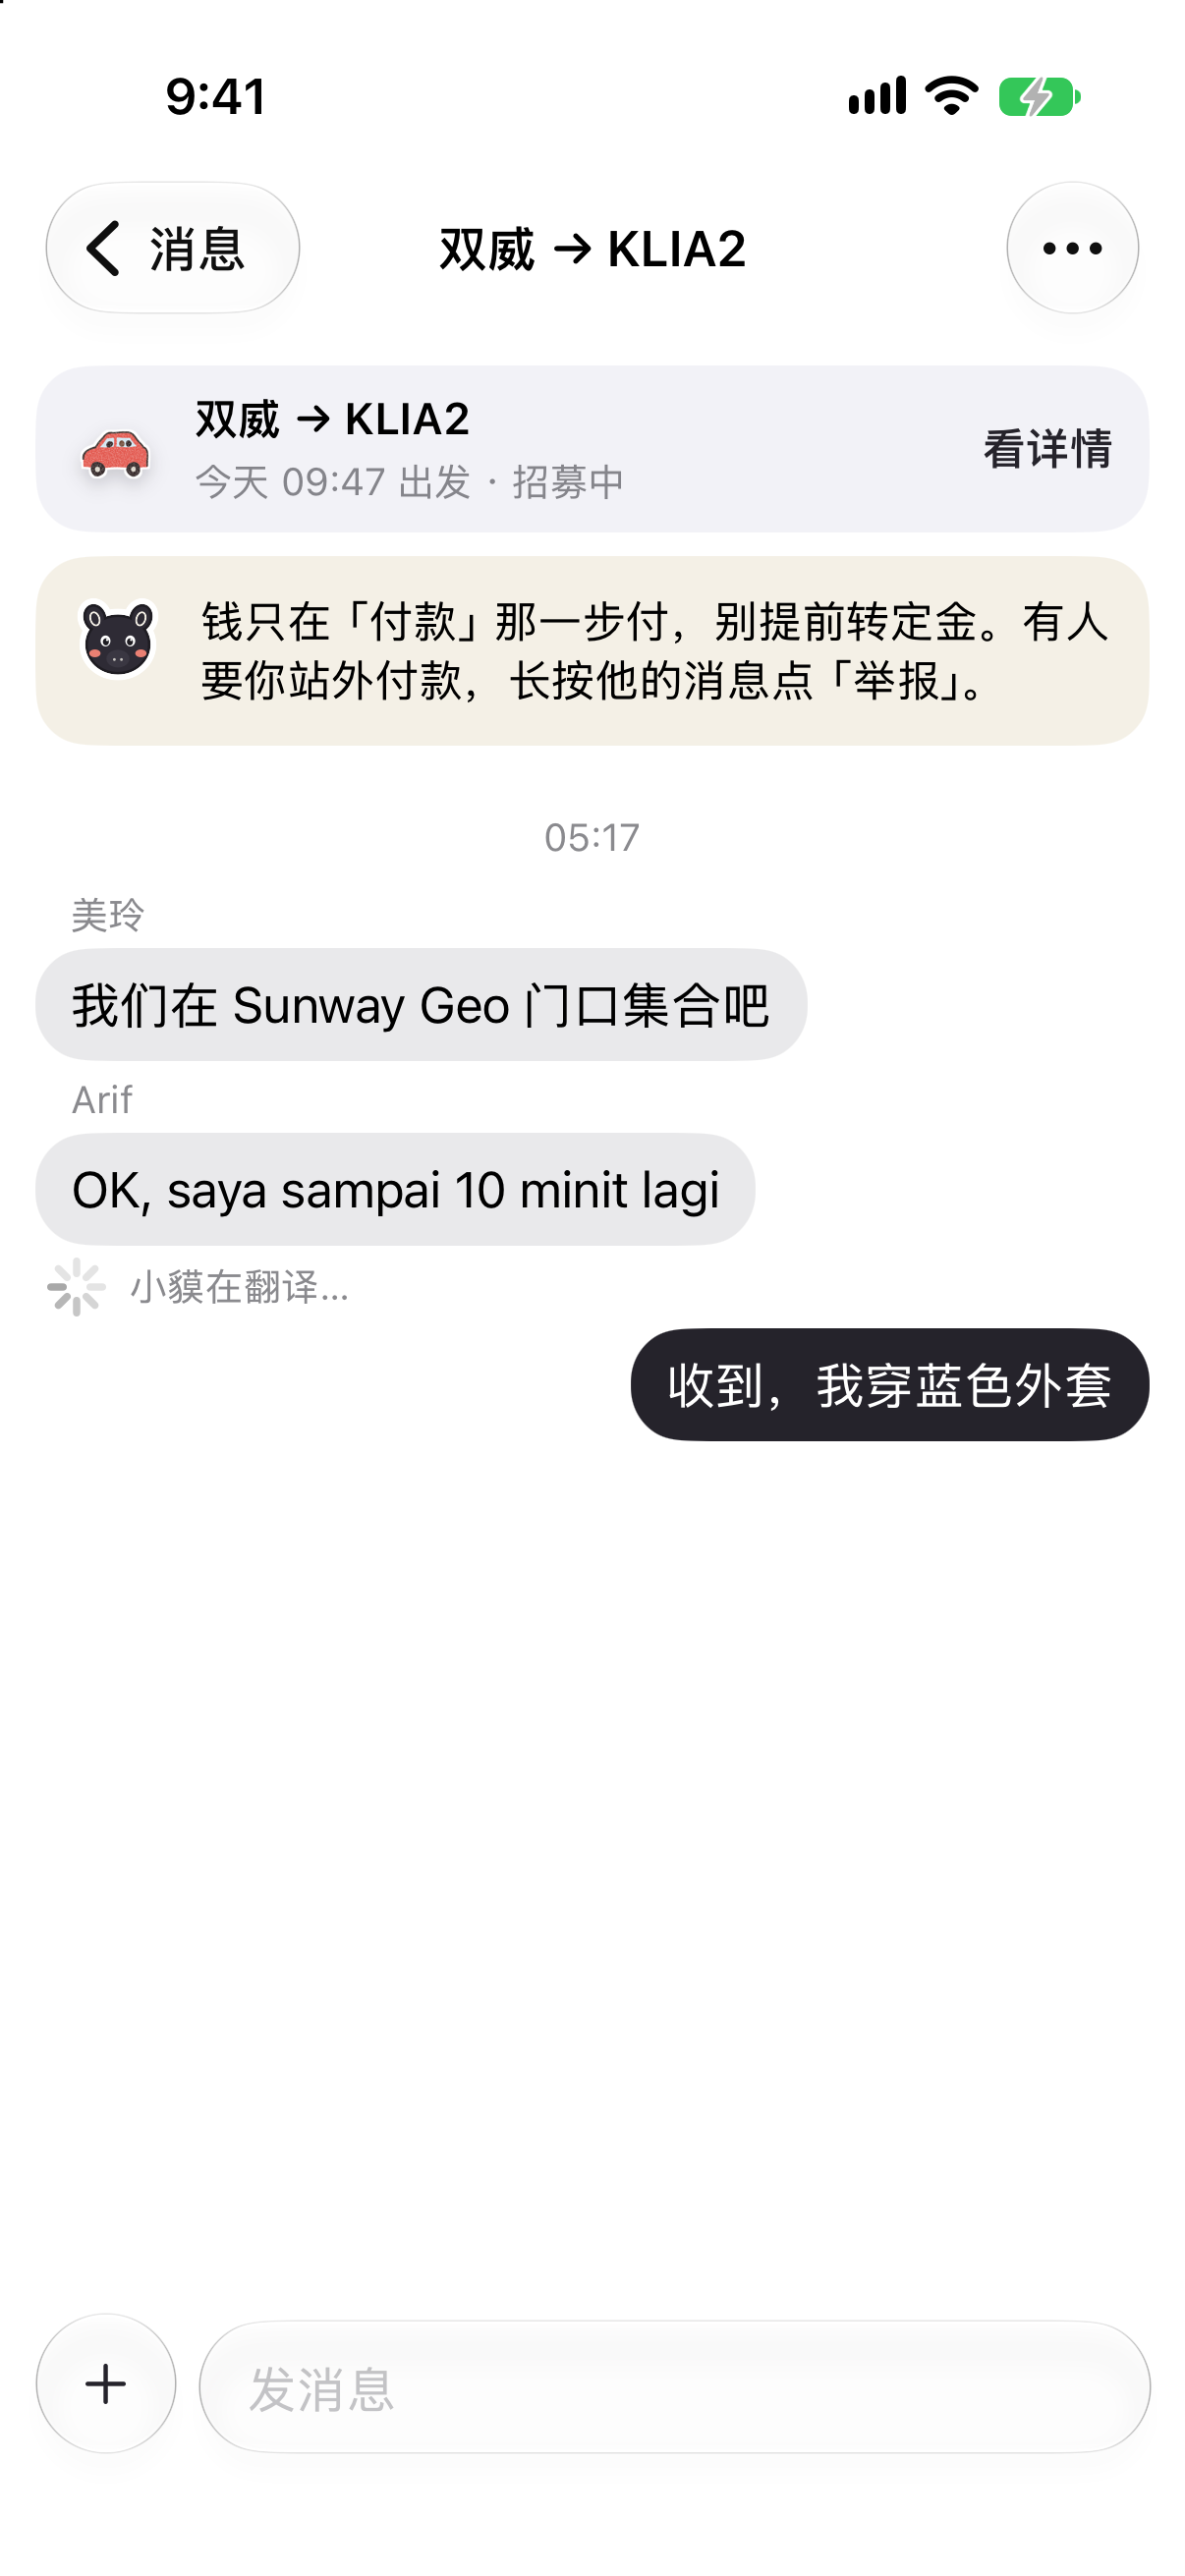 9:41
消息
双威 → KLIA2
双威 → KLIA2
今天 09:47 出发 · 招募中
看详情
钱只在「付款」那一步付，别提前转定金。有人
要你站外付款，长按他的消息点「举报」。
05:17
美玲
我们在 Sunway Geo 门口集合吧
Arif
OK, saya sampai 10 minit lagi
小貘在翻译...
收到，我穿蓝色外套
发消息